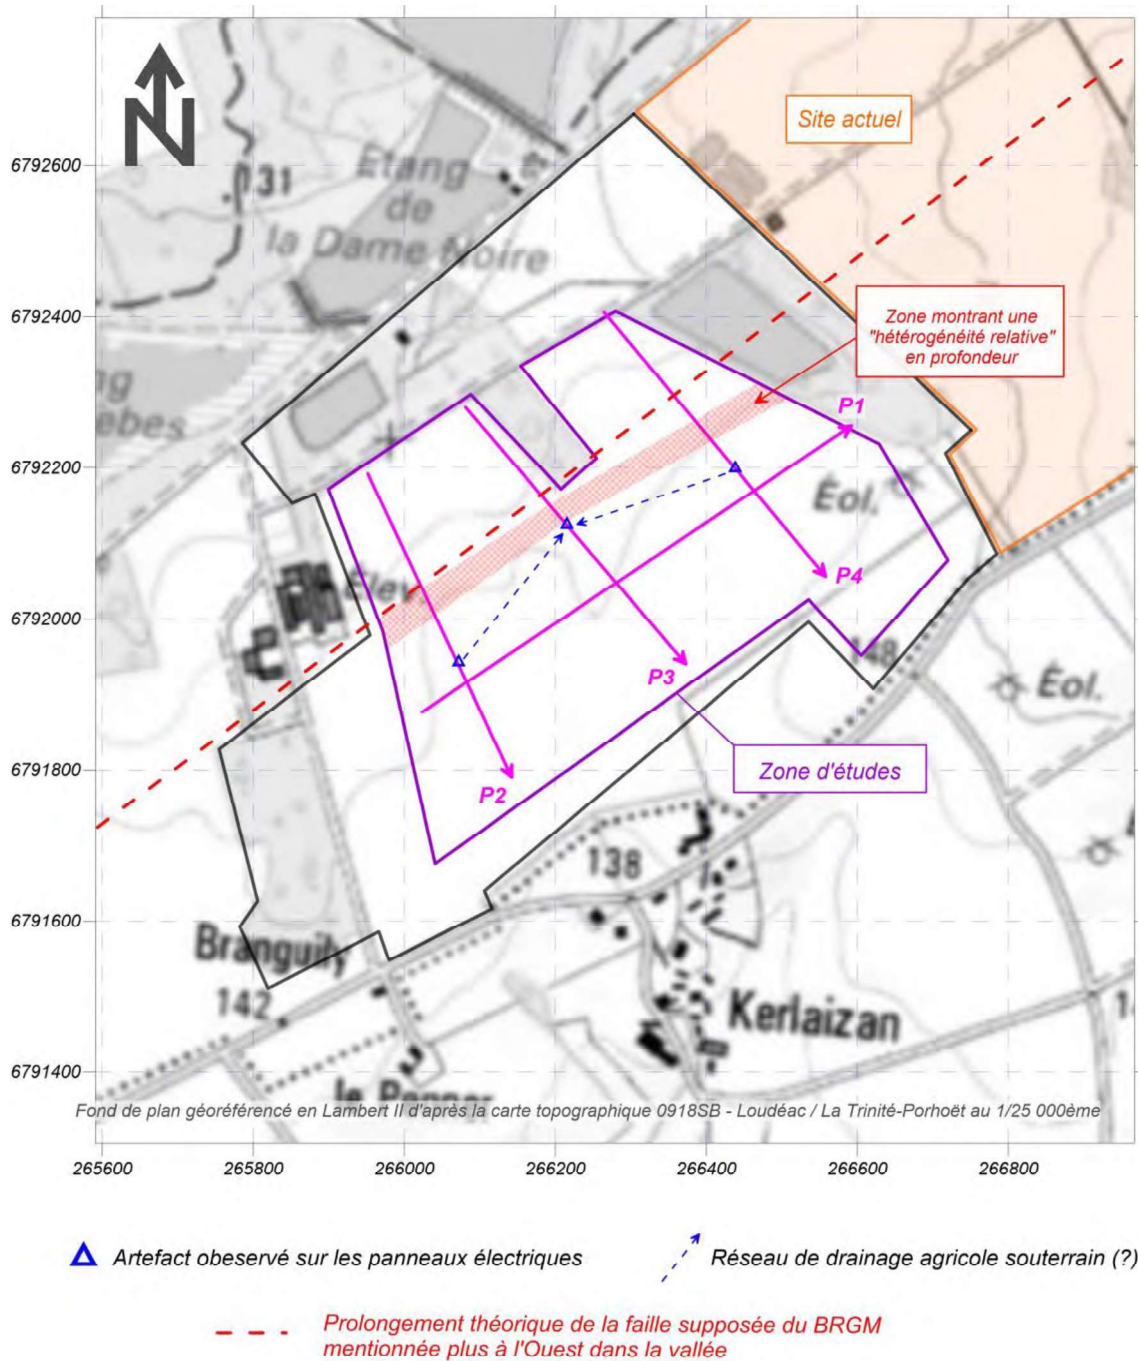 N
Site actuel
6792600
131
Etang
de
la Dame Noire
6792400
Zone montrant une
"hétérogénéité relative"
en profondeur
ng
ebes
P1
6792200
Éol.
P4
Elev.
6792000
148
P3
Éol.
Zone d'études
6791800
P2
138
6791600
Branguily
142
Kerlaizan
6791400
Fond de plan géoréférencé en Lambert II d'après la carte topographique 0918SB - Loudéac / La Trinité-Porhoët au 1/25 000ème
265600 265800 266000 266200 266400 266600 266800
Artefact obeservé sur les panneaux électriques
Réseau de drainage agricole souterrain (?)
Prolongement théorique de la faille supposée du BRGM
mentionnée plus à l'Ouest dans la vallée